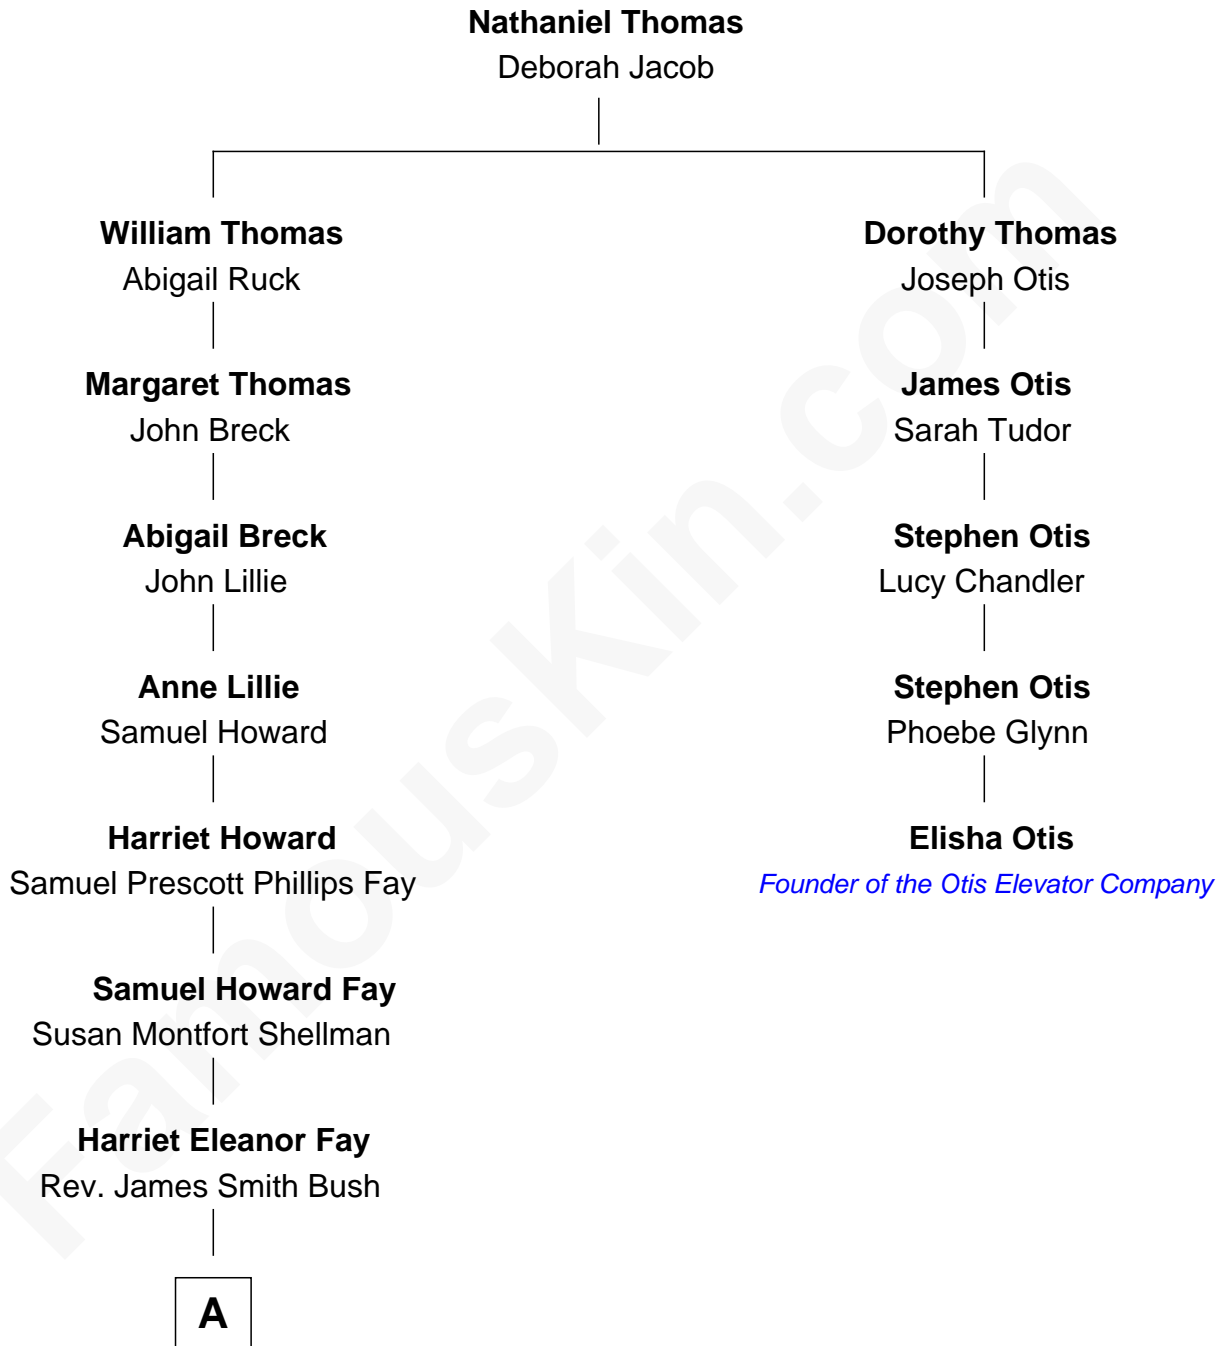 Nathaniel Thomas
Deborah Jacob
William Thomas
Abigail Ruck
Margaret Thomas
John Breck
Abigail Breck
John Lillie
Anne Lillie
Samuel Howard
Harriet Howard
Samuel Prescott Phillips Fay
Samuel Howard Fay
Susan Montfort Shellman
Harriet Eleanor Fay
Rev. James Smith Bush
A
Dorothy Thomas
Joseph Otis
James Otis
Sarah Tudor
Stephen Otis
Lucy Chandler
Stephen Otis
Phoebe Glynn
Elisha Otis
Founder of the Otis Elevator Company
FamousKin.com